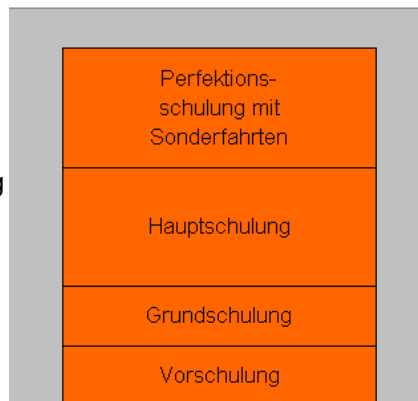 Perfektions-
schulung mit
Sonderfahrten
g
Hauptschulung
Grundschulung
Vorschulung